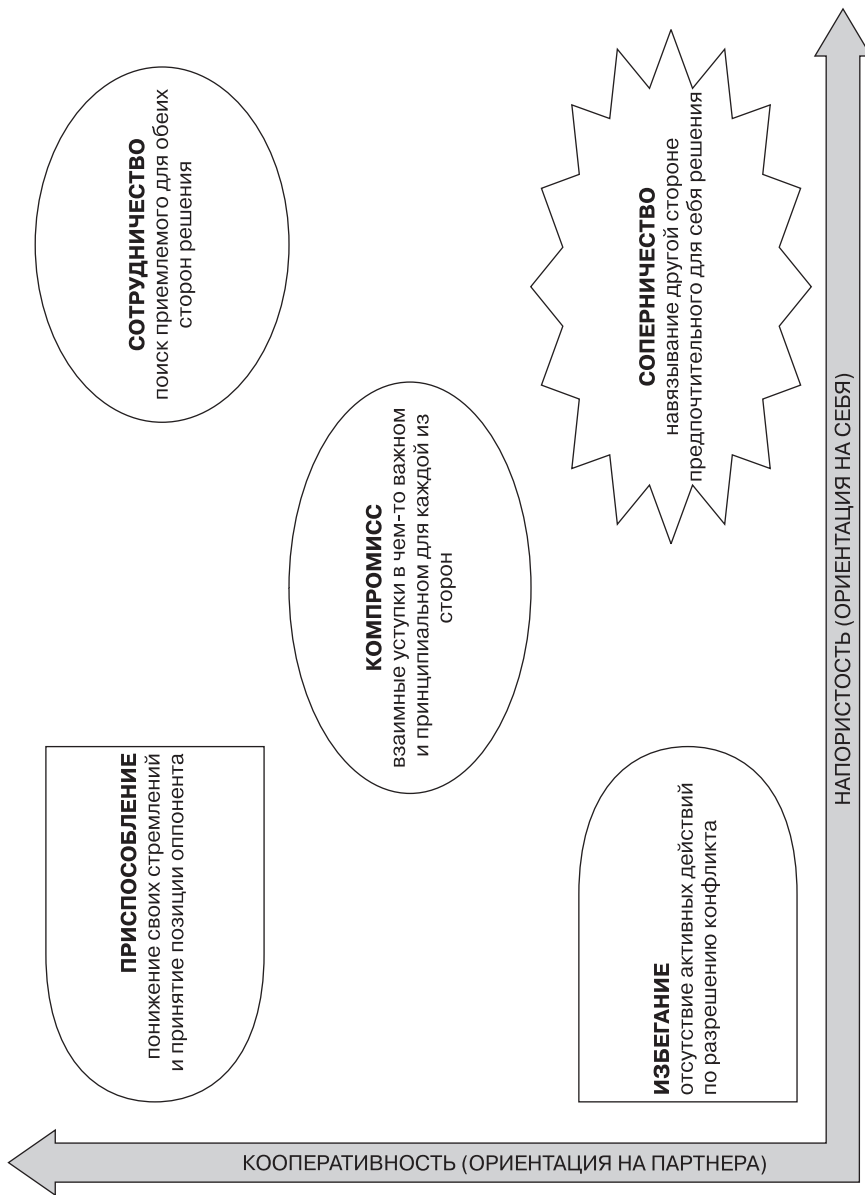 СОТРУДНИЧЕСТВО
поиск приемлемого для обеих
сторон решения
СОПЕРНИЧЕСТВО
навязывание другой стороне
предпочтительного для себя решения
КОМПРОМИСС
взаимные уступки в чем-то важном
и принципиальном для каждой из
сторон
ПРИСПОСОБЛЕНИЕ
понижение своих стремлений
и принятие позиции оппонента
ИЗБЕГАНИЕ
отсутствие активных действий
по разрешению конфликта
КООПЕРАТИВНОСТЬ (ОРИЕНТАЦИЯ НА ПАРТНЕРА)
НАПОРИСТОСТЬ (ОРИЕНТАЦИЯ НА СЕБЯ)